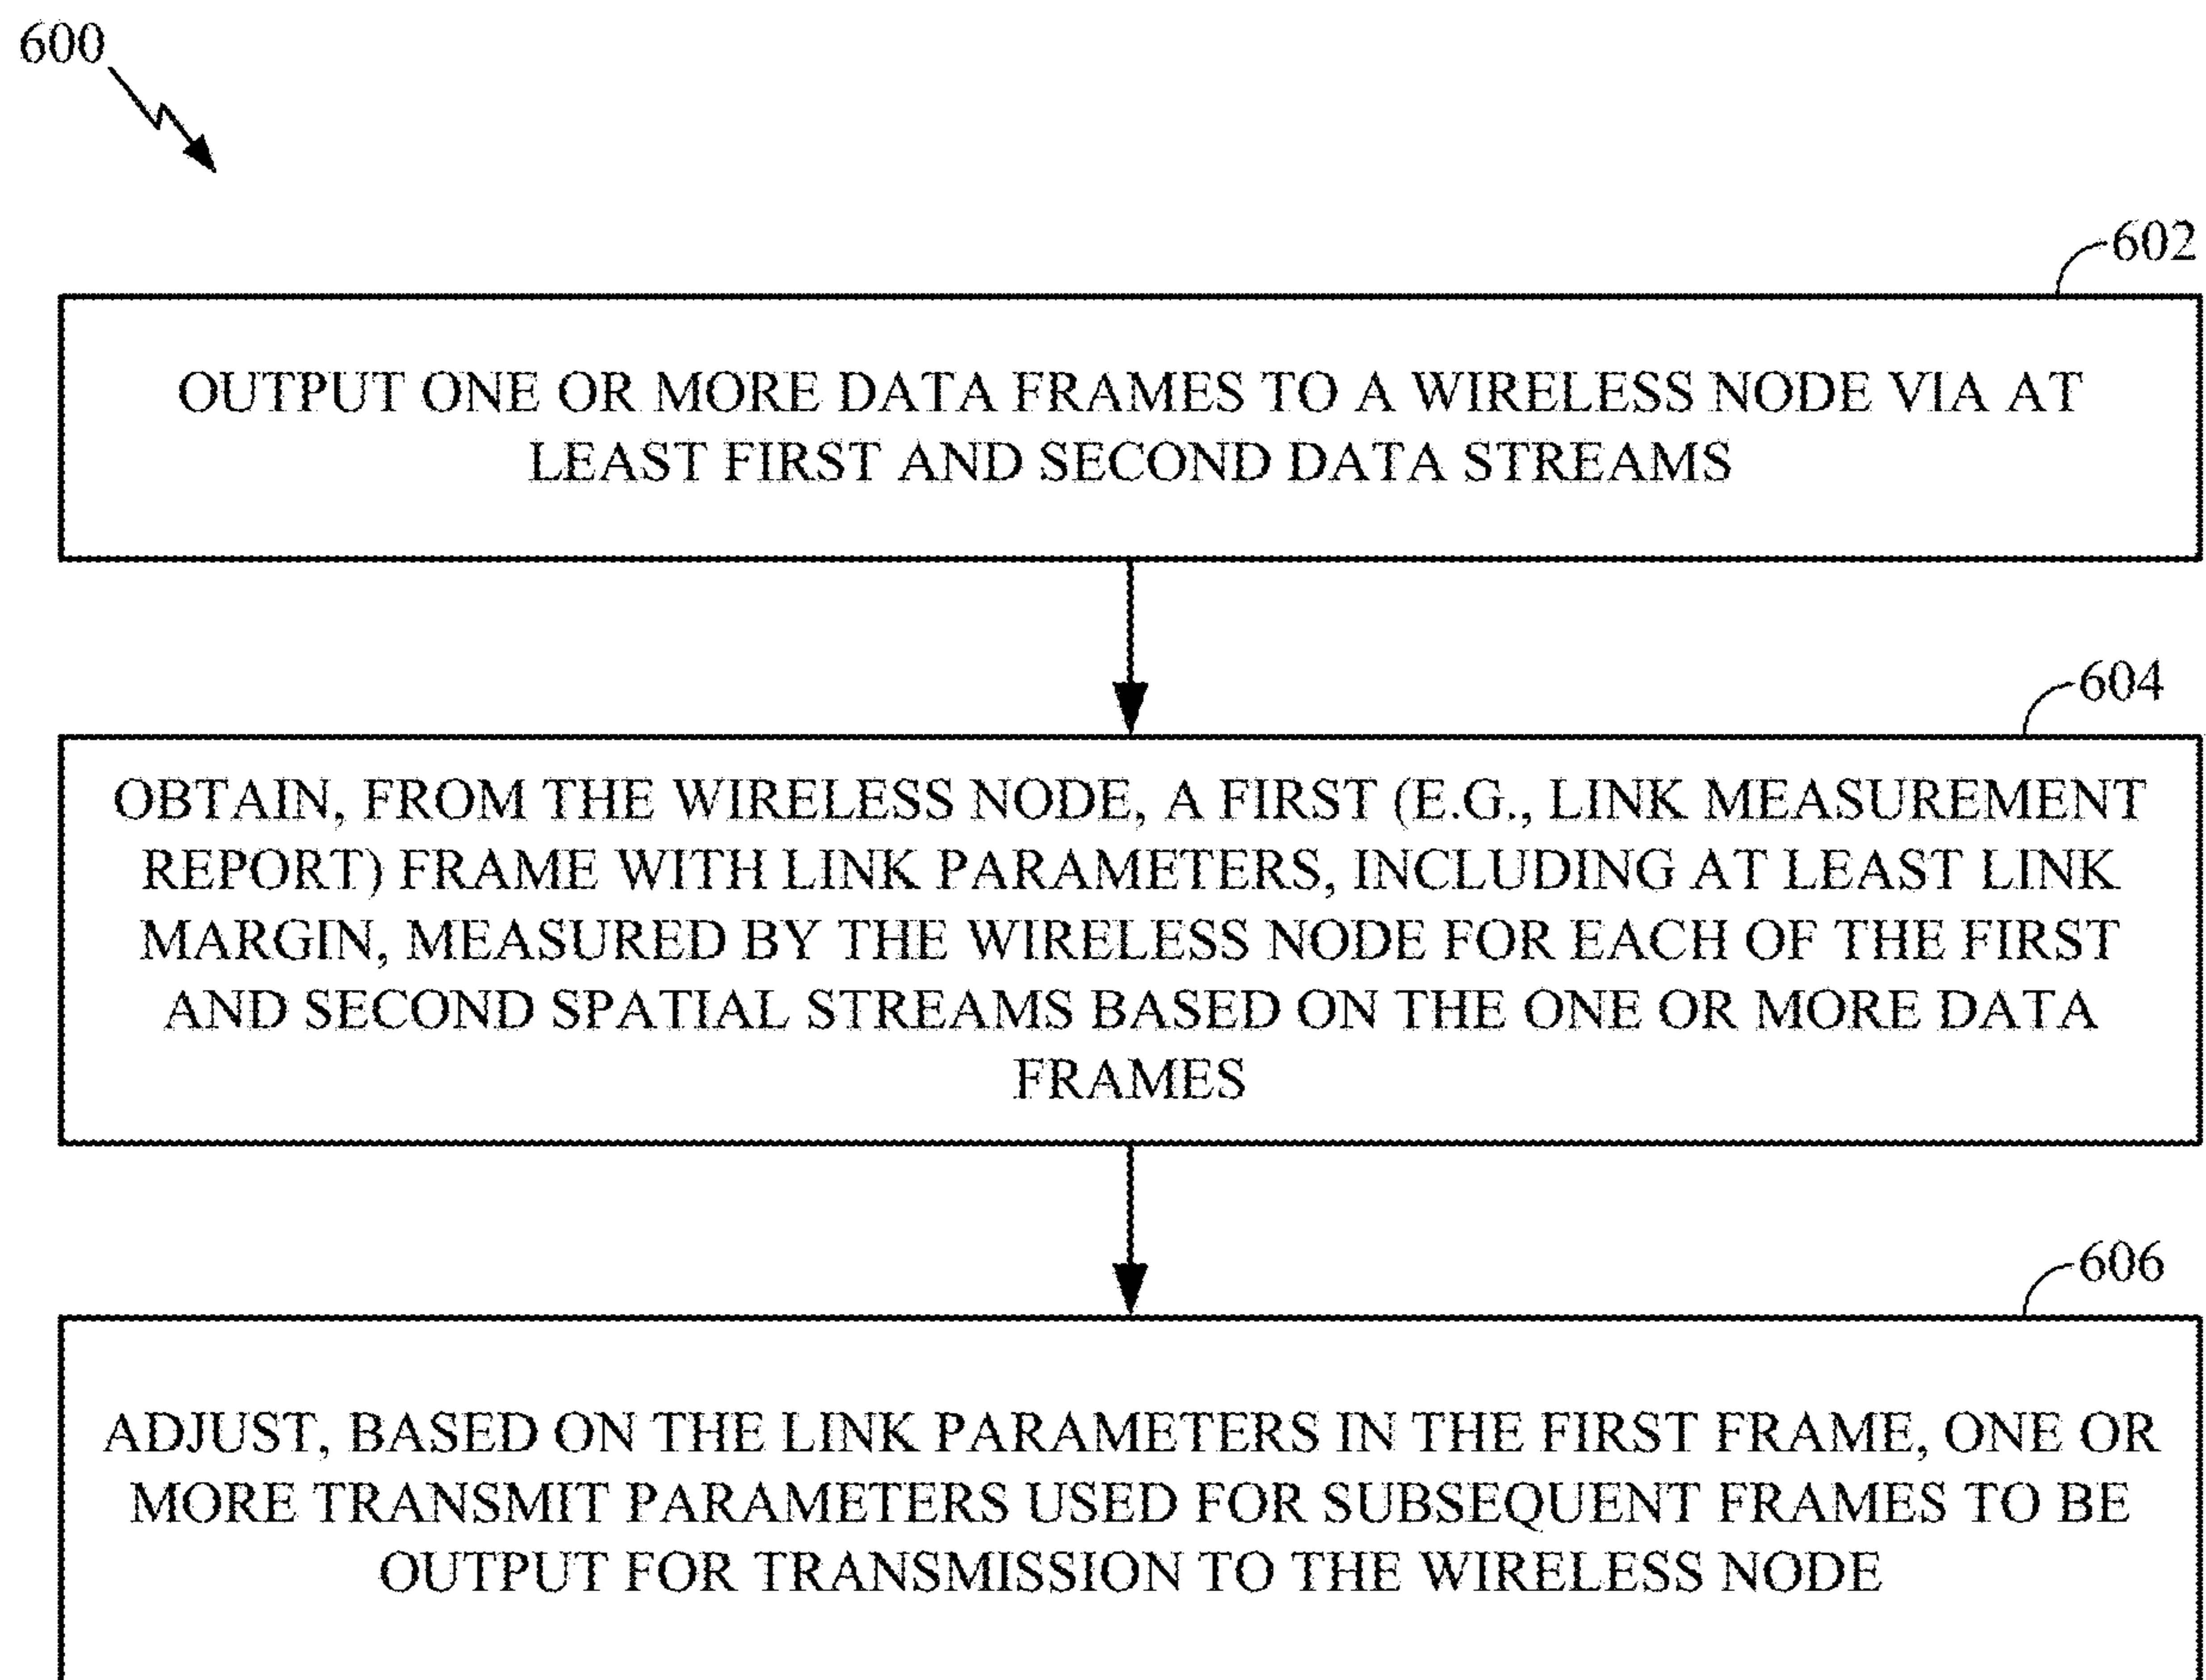 600
602
OUTPUT ONE OR MORE DATA FRAMES TO A WIRELESS NODE VIA AT
LEAST FIRST AND SECOND DATA STREAMS
604
OBTAIN, FROM THE WIRELESS NODE, A FIRST (E.G., LINK MEASUREMENT
REPORT) FRAME WITH LINK PARAMETERS, INCLUDING AT LEAST LINK
MARGIN, MEASURED BY THE WIRELESS NODE FOR EACH OF THE FIRST
AND SECOND SPATIAL STREAMS BASED ON THE ONE OR MORE DATA
FRAMES
606
ADJUST, BASED ON THE LINK PARAMETERS IN THE FIRST FRAME, ONE OR
MORE TRANSMIT PARAMETERS USED FOR SUBSEQUENT FRAMES TO BE
OUTPUT FOR TRANSMISSION TO THE WIRELESS NODE